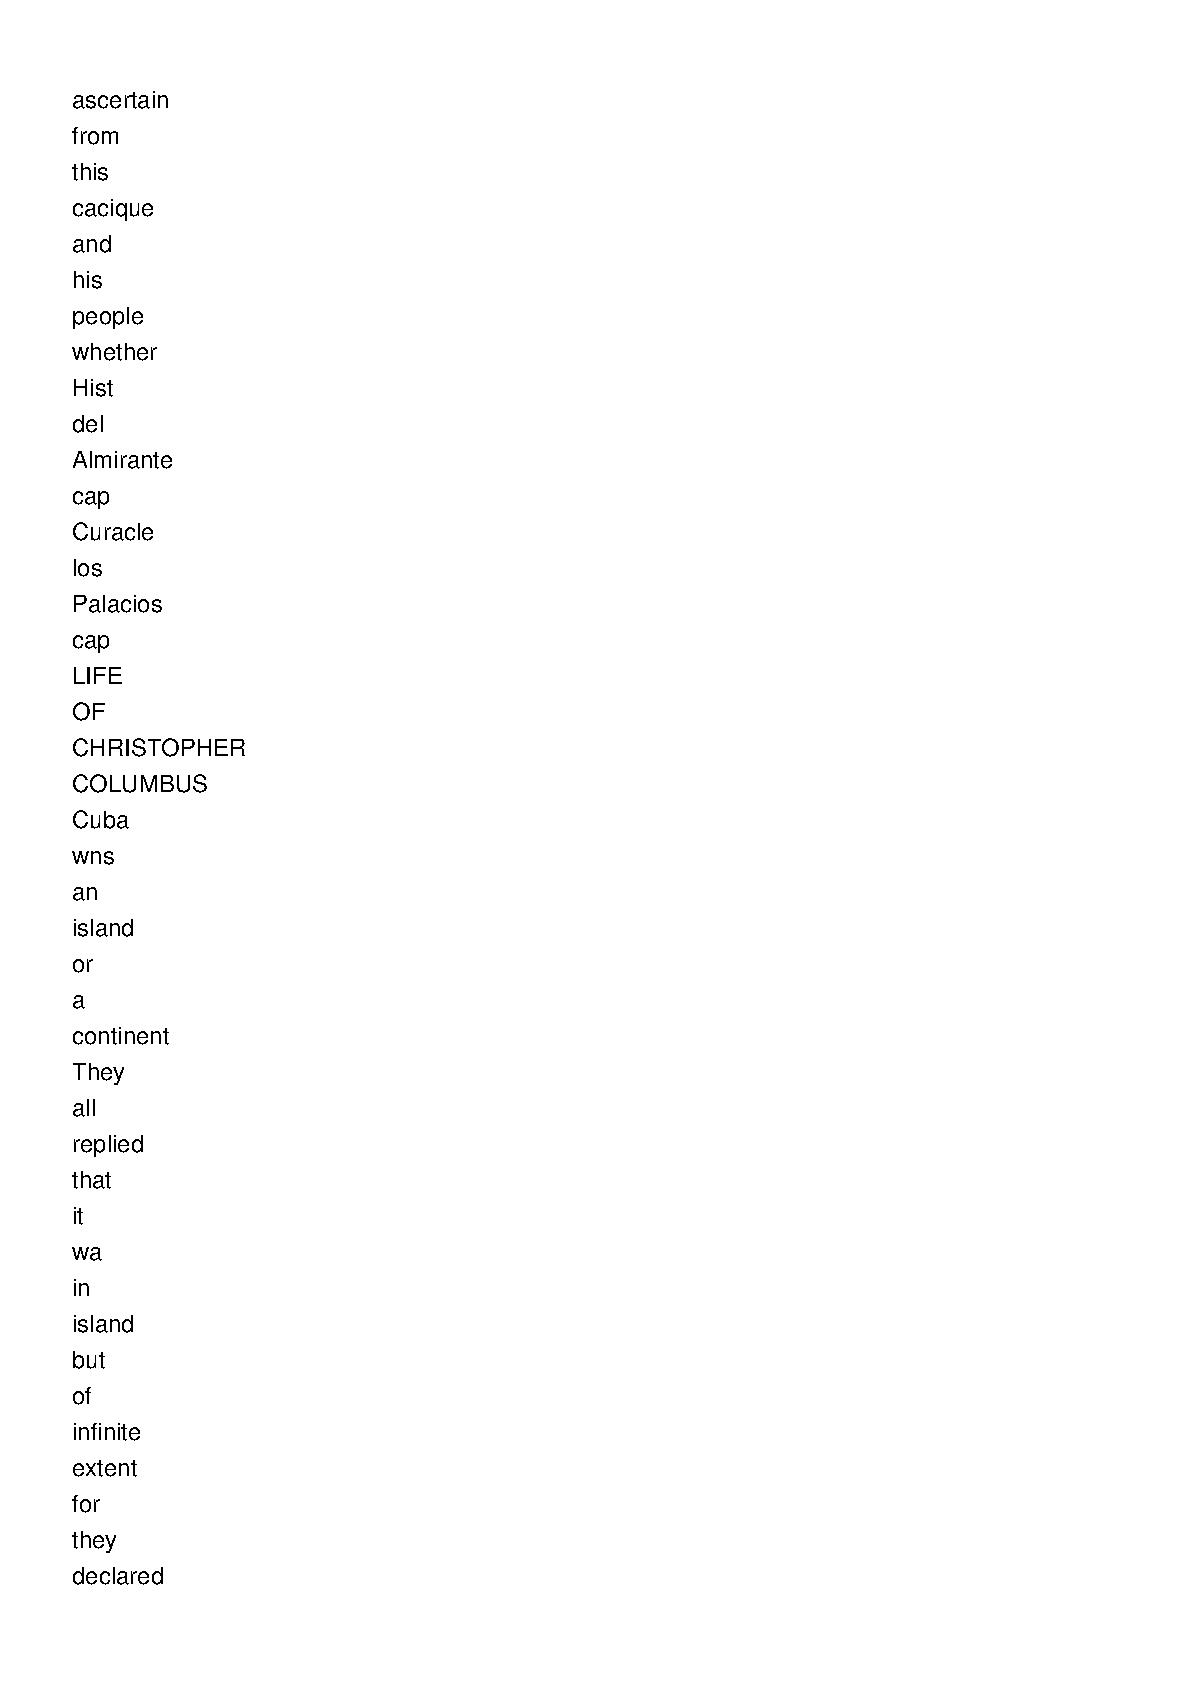 ascertain
from
this
cacique
and
his
people
whether
Hist
del
Almirante
cap
Curacle
los
Palacios
cap
LIFE
OF
CHRISTOPHER
COLUMBUS
Cuba
wns
an
island
or
a
continent
They
all
replied
that
it
wa
in
island
but
of
infinite
extent
for
they
declared